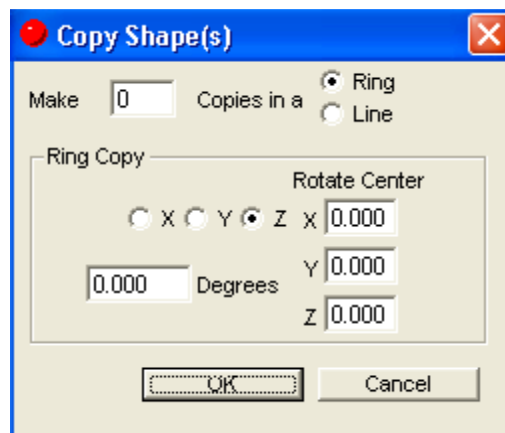 Copy Shape(s)
Make 0 Copies in a Ring
Line
Ring Copy
Rotate Center
X Y Z X 0.000
0.000 Degrees Y 0.000
Z 0.000
OK Cancel